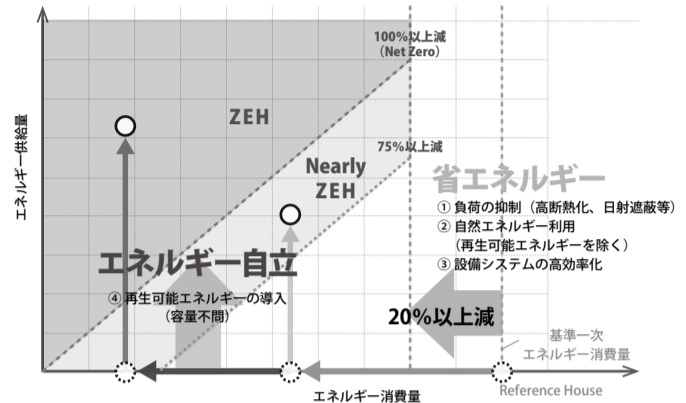 100%以上減
（Net Zero）
ZEH
75%以上減
Nearly
ZEH
エネルギー供給量
省エネルギー
① 負荷の抑制（高断熱化、日射遮蔽等）
② 自然エネルギー利用
（再生可能エネルギーを除く）
③ 設備システムの高効率化
エネルギー自立
④ 再生可能エネルギーの導入
（容量不問）
20%以上減
基準一次
エネルギー消費量
Reference House
エネルギー消費量